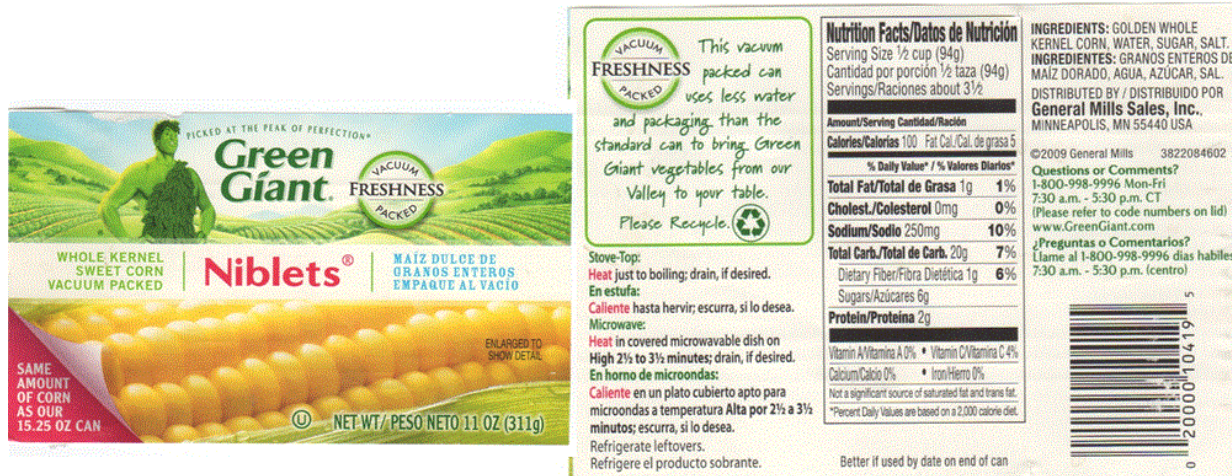 PICKED AT THE PEAK OF PERFECTION*
Green
Giant®
VACUUM
FRESHNESS
PACKED
WHOLE KERNEL
SWEET CORN
VACUUM PACKED
Niblets®
MAÍZ DULCE DE
GRANOS ENTEROS
EMPAQUE AL VACÍO
ENLARGED TO
SHOW DETAIL
SAME
AMOUNT
OF CORN
AS OUR
15.25 OZ CAN
U
NET WT/ PESO NETO 11 OZ (311g)
VACUUM
FRESHNESS
PACKED
This vacuum
packed can
uses less water
and packaging than the
standard can to bring Green
Giant vegetables from our
Valley to your table.
Please Recycle.
Stove-Top:
Heat just to boiling; drain, if desired.
En estufa:
Caliente hasta hervir; escurra, si lo desea.
Microwave:
Heat in covered microwavable dish on
High 2½ to 3½ minutes; drain, if desired.
En horno de microondas:
Caliente en un plato cubierto apto para
microondas a temperatura Alta por 2½ a 3½
minutos; escurra, si lo desea.
Refrigerate leftovers.
Refrigere el producto sobrante.
Nutrition Facts/Datos de Nutrición
Serving Size ½ cup (94g)
Cantidad por porción ½ taza (94g)
Servings/Raciones about 3½
Amount/Serving Cantidad/Ración
Calories/Calorías 100 Fat Cal./Cal. de grasa 5
% Daily Value* / % Valores Diarios*
Total Fat/Total de Grasa 1g 1%
Cholest./Colesterol 0mg 0%
Sodium/Sodio 250mg 10%
Total Carb./Total de Carb. 20g 7%
Dietary Fiber/Fibra Dietética 1g 6%
Sugars/Azúcares 6g
Protein/Proteína 2g
Vitamin A/Vitamina A 0% • Vitamin C/Vitamina C 4%
Calcium/Calcio 0% • Iron/Hierro 0%
Not a significant source of saturated fat and trans fat.
*Percent Daily Values are based on a 2,000 calorie diet.
Better if used by date on end of can
INGREDIENTS: GOLDEN WHOLE
KERNEL CORN, WATER, SUGAR, SALT.
INGREDIENTES: GRANOS ENTEROS DE
MAÍZ DORADO, AGUA, AZÚCAR, SAL.
DISTRIBUTED BY / DISTRIBUIDO POR
General Mills Sales, Inc.,
MINNEAPOLIS, MN 55440 USA
©2009 General Mills 3822084602
Questions or Comments?
1-800-998-9996 Mon-Fri
7:30 a.m. - 5:30 p.m. CT
(Please refer to code numbers on lid)
www.GreenGiant.com
¿Preguntas o Comentarios?
Llame al 1-800-998-9996 días hábiles
7:30 a.m. - 5:30 p.m. (centro)
0 20000 10419 5